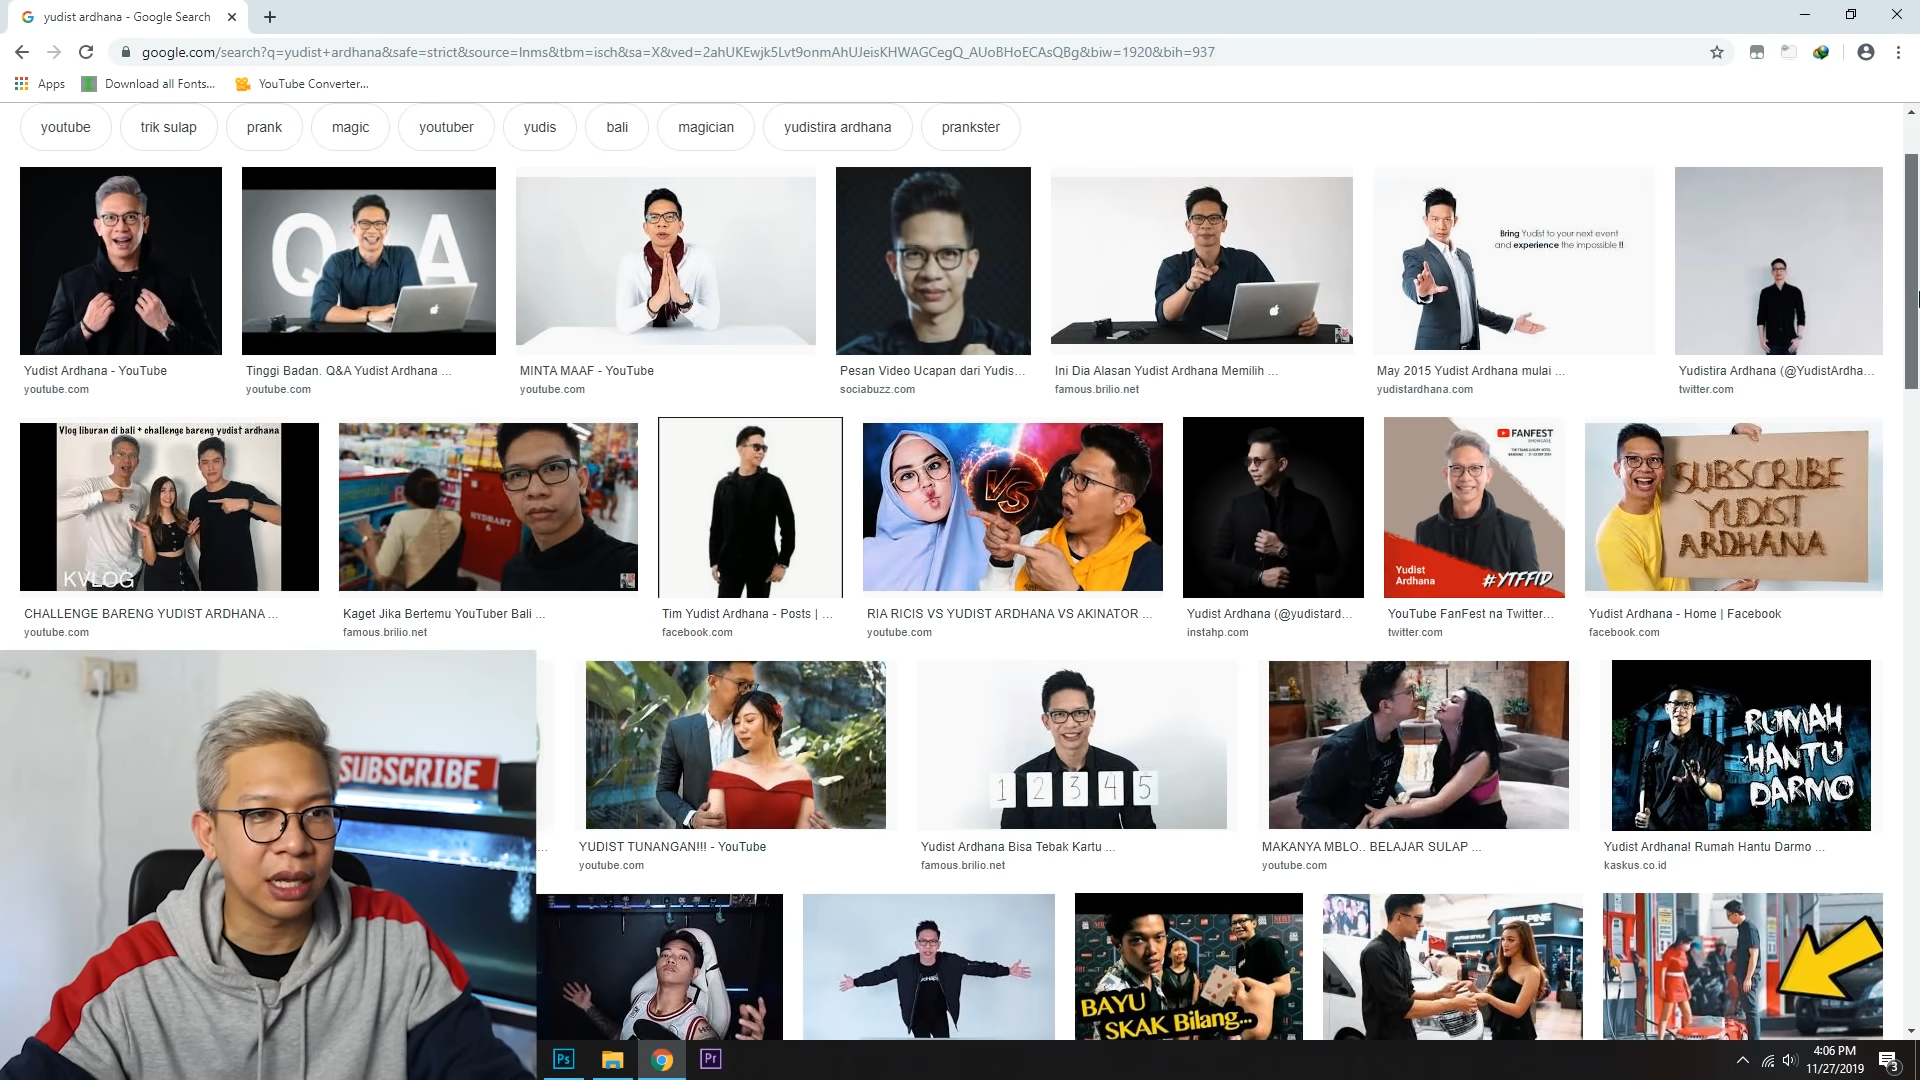 yudist ardhana - Google Search
google.com/search?q=yudist+ardhana&safe=strict&source=lnms&tbm=isch&sa=X&ved=2ahUKEwjk5Lvt9onmAhUJeisKHWAGCegQ_AUoBHoECAsQBg&biw=1920&bih=937
Apps
Download all Fonts...
YouTube Converter...
youtube
trik sulap
prank
magic
youtuber
yudis
bali
magician
yudistira ardhana
prankster
Q A
Bring Yudist to your next event
and experience the impossible !!
Yudist Ardhana - YouTube
youtube.com
Tinggi Badan. Q&A Yudist Ardhana ...
youtube.com
MINTA MAAF - YouTube
youtube.com
Pesan Video Ucapan dari Yudis...
sociabuzz.com
Ini Dia Alasan Yudist Ardhana Memilih ...
famous.brilio.net
May 2015 Yudist Ardhana mulai ...
yudistardhana.com
Yudistira Ardhana (@YudistArdha...
twitter.com
Vlog liburan di bali + challenge bareng yudist ardhana
KVLOG
HYDRANT
&
VS
FANFEST
SHOWCASE
Yudist
Ardhana
#YTFFID
SUBSCRIBE
YUDIST
ARDHANA
CHALLENGE BARENG YUDIST ARDHANA ...
youtube.com
Kaget Jika Bertemu YouTuber Bali ...
famous.brilio.net
Tim Yudist Ardhana - Posts | ...
facebook.com
RIA RICIS VS YUDIST ARDHANA VS AKINATOR ...
youtube.com
Yudist Ardhana (@yudistard...
instahp.com
YouTube FanFest na Twitter...
twitter.com
Yudist Ardhana - Home | Facebook
facebook.com
SUBSCRIBE
1 2 3 4 5
RUMAH
HANTU
DARMO
...
YUDIST TUNANGAN!!! - YouTube
youtube.com
Yudist Ardhana Bisa Tebak Kartu ...
famous.brilio.net
MAKANYA MBLO.. BELAJAR SULAP ...
youtube.com
Yudist Ardhana! Rumah Hantu Darmo ...
kaskus.co.id
BAYU
SKAK Bilang...
Ps
Pr
4:06 PM
11/27/2019
3